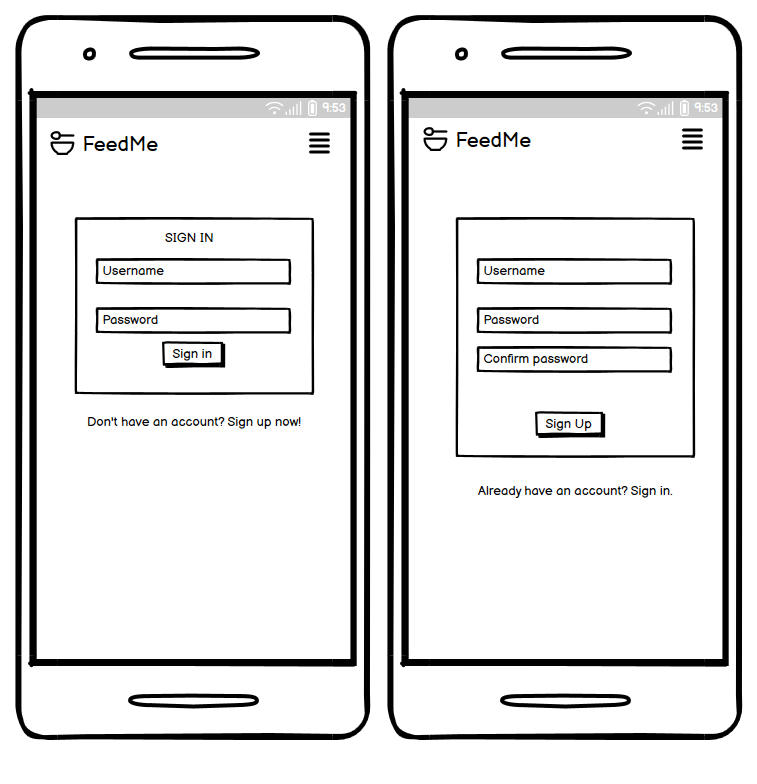 9:53
FeedMe
SIGN IN
Username
Password
Sign in
Don't have an account? Sign up now!
9:53
FeedMe
Username
Password
Confirm password
Sign Up
Already have an account? Sign in.